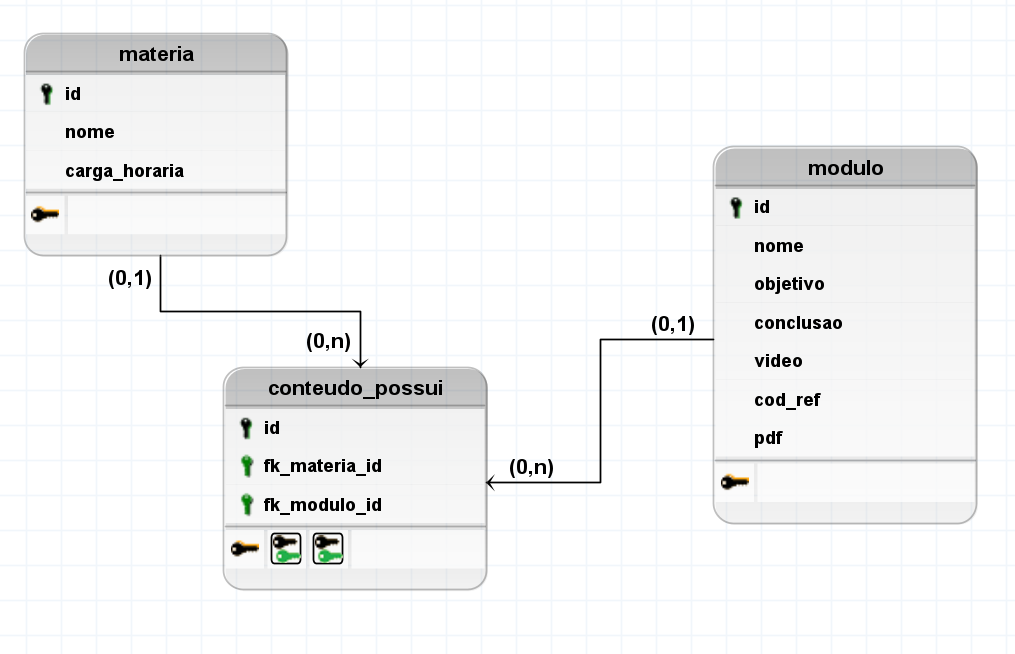 materia
id
nome
carga_horaria
(0,1)
(0,n)
conteudo_possui
id
fk_materia_id
fk_modulo_id
(0,n)
(0,1)
modulo
id
nome
objetivo
conclusao
video
cod_ref
pdf